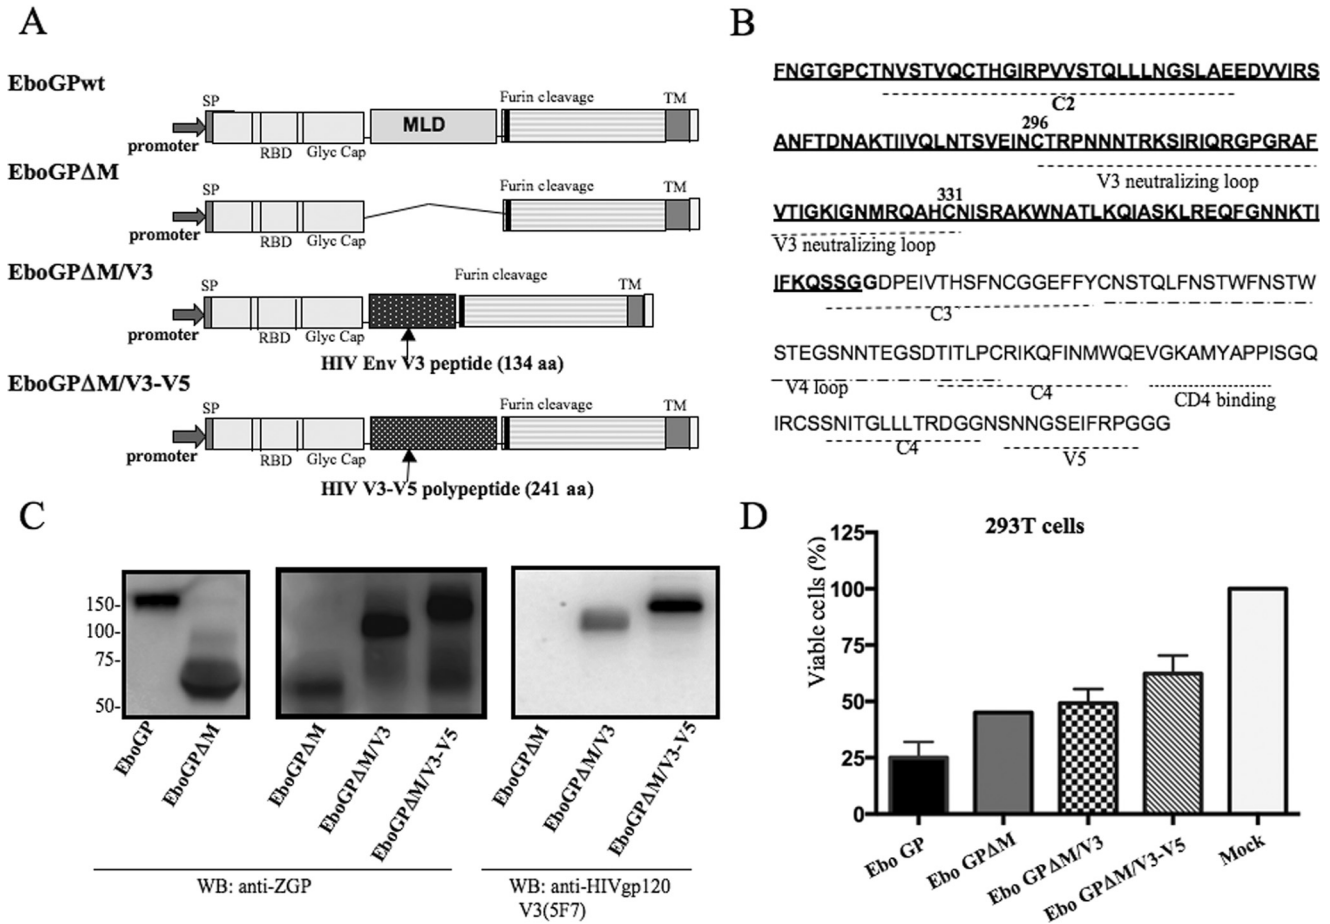 A
EboGPwt
SP
Furin cleavage
TM
MLD
promoter
RBD
Glyc Cap
EboGPΔM
SP
Furin cleavage
TM
promoter
RBD
Glyc Cap
EboGPΔM/V3
SP
Furin cleavage
TM
promoter
RBD
Glyc Cap
HIV Env V3 peptide (134 aa)
EboGPΔM/V3-V5
SP
Furin cleavage
TM
promoter
RBD
Glyc Cap
HIV V3-V5 polypeptide (241 aa)
B
FNGTGPCTNVSTVQCTHGIRPVVSTQLLLNGSLAEEDVVIRS
C2
296
ANFTDNAKTIIVQLNTSVEINCTRPNNNTRKSIRIQRGPGRAF
V3 neutralizing loop
331
VTIGKIGNMRQAHCNISRAKWNATLKQIASKLREQFGNNKTI
V3 neutralizing loop
IFKQSSGGDPEIVTHSFNCGGEFFYCNSTQLFNSTWFNSTW
C3
STEGSNNTEGSDTITLPCRIKQFINMWQEVGKAMYAPPISGQ
V4 loop
C4
CD4 binding
IRCSSNITGLLLTRDGGNSNNGSEIFRPGGG
C4
V5
C
150-
100-
75-
50-
EboGP
EboGPΔM
EboGPΔM
EboGPΔM/V3
EboGPΔM/V3-V5
EboGPΔM
EboGPΔM/V3
EboGPΔM/V3-V5
WB: anti-ZGP
WB: anti-HIVgp120
V3(5F7)
D
293T cells
Viable cells (%)
125
100
75
50
25
0
Ebo GP
Ebo GPΔM
Ebo GPΔM/V3
Ebo GPΔM/V3-V5
Mock